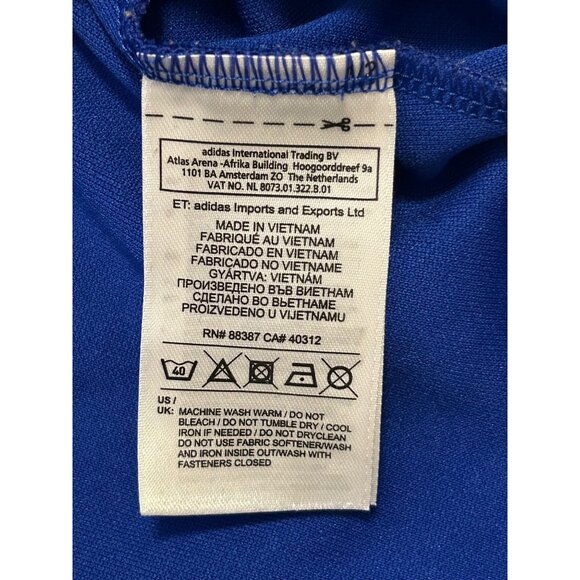 adidas International Trading BV
Atlas Arena -Afrika Building Hoogoorddreef 9a
1101 BA Amsterdam ZO The Netherlands
VAT NO. NL 8073.01.322.B.01
ET: adidas Imports and Exports Ltd
MADE IN VIETNAM
FABRIQUÉ AU VIETNAM
FABRICADO EN VIETNAM
FABRICADO NO VIETNAME
GYÁRTVA: VIETNAM
ПРОИЗВЕДЕНО ВЪВ ВИЕТНАМ
СДЕЛАНО ВО ВЬЕТНАМЕ
PROIZVEDENO U VIJETNAMU
RN# 88387 CA# 40312
40
US /
UK: MACHINE WASH WARM / DO NOT
BLEACH / DO NOT TUMBLE DRY / COOL
IRON IF NEEDED / DO NOT DRYCLEAN
DO NOT USE FABRIC SOFTENER/WASH
AND IRON INSIDE OUT/WASH WITH
FASTENERS CLOSED